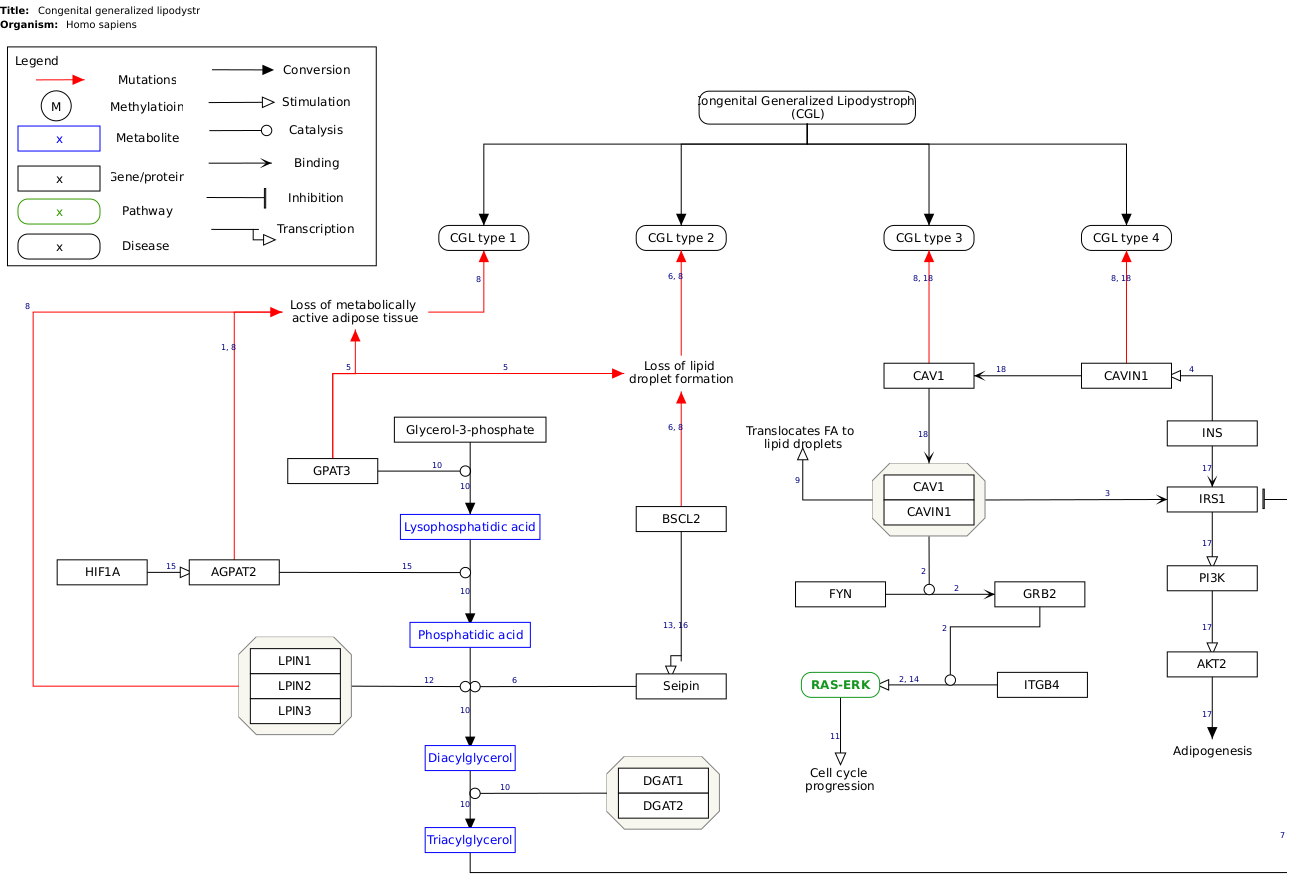 Title: Congenital generalized lipodystr
Organism: Homo sapiens
Legend
Mutations
Conversion
M
Methylatioin
Stimulation
x
Metabolite
Catalysis
x
Gene/protein
Binding
x
Pathway
Inhibition
x
Disease
Transcription
Congenital Generalized Lipodystroph
(CGL)
CGL type 1
CGL type 2
CGL type 3
CGL type 4
8
6, 8
8, 18
8, 18
8
Loss of metabolically
active adipose tissue
1, 8
5
5
Loss of lipid
droplet formation
CAV1
18
CAVIN1
4
Glycerol-3-phosphate
6, 8
Translocates FA to
lipid droplets
18
INS
GPAT3
10
10
9
CAV1
CAVIN1
3
17
IRS1
Lysophosphatidic acid
BSCL2
17
HIF1A
15
AGPAT2
15
10
2
FYN
2
GRB2
PI3K
Phosphatidic acid
13, 16
2
17
LPIN1
LPIN2
LPIN3
12
6
Seipin
RAS-ERK
2, 14
ITGB4
AKT2
10
11
17
Diacylglycerol
Adipogenesis
10
10
DGAT1
DGAT2
Cell cycle
progression
Triacylglycerol
7